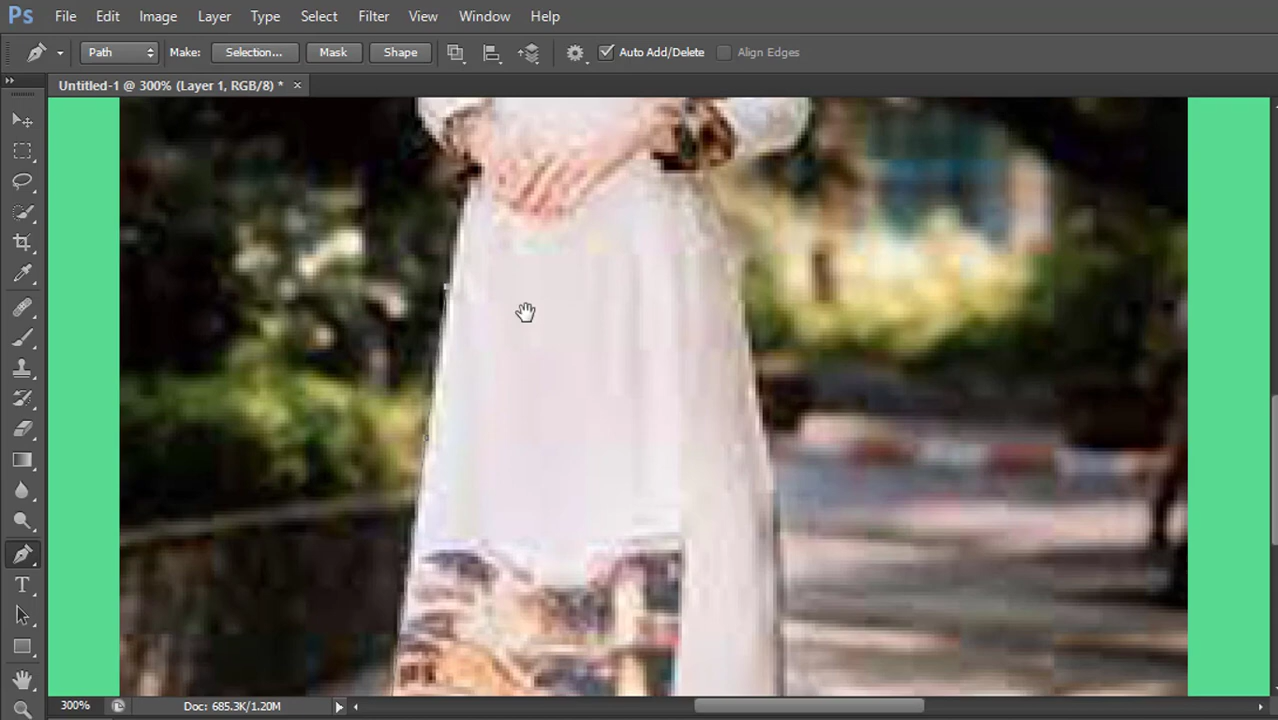 Ps File Edit Image Layer Type Select Filter View Window Help
Path Make: Selection... Mask Shape Auto Add/Delete Align Edges
Untitled-1 @ 300% (Layer 1, RGB/8) * ×
T
300% Doc: 685.3K/1.20M